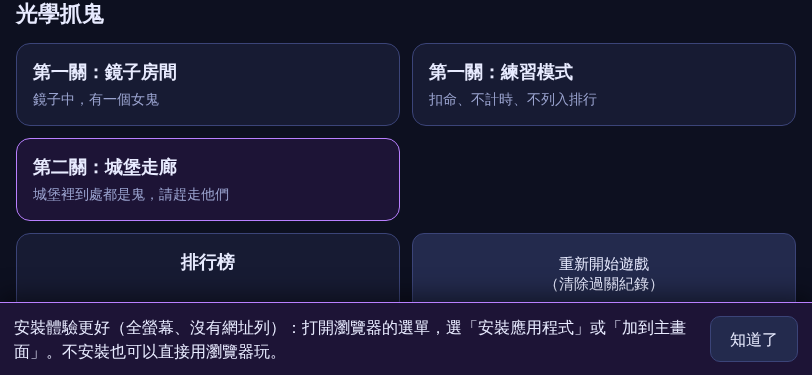 光學抓鬼
第一關：鏡子房間
鏡子中，有一個女鬼
第一關：練習模式
扣命、不計時、不列入排行
第二關：城堡走廊
城堡裡到處都是鬼，請趕走他們
排行榜
重新開始遊戲
（清除過關紀錄）
安裝體驗更好（全螢幕、沒有網址列）：打開瀏覽器的選單，選「安裝應用程式」或「加到主畫
面」。不安裝也可以直接用瀏覽器玩。
知道了